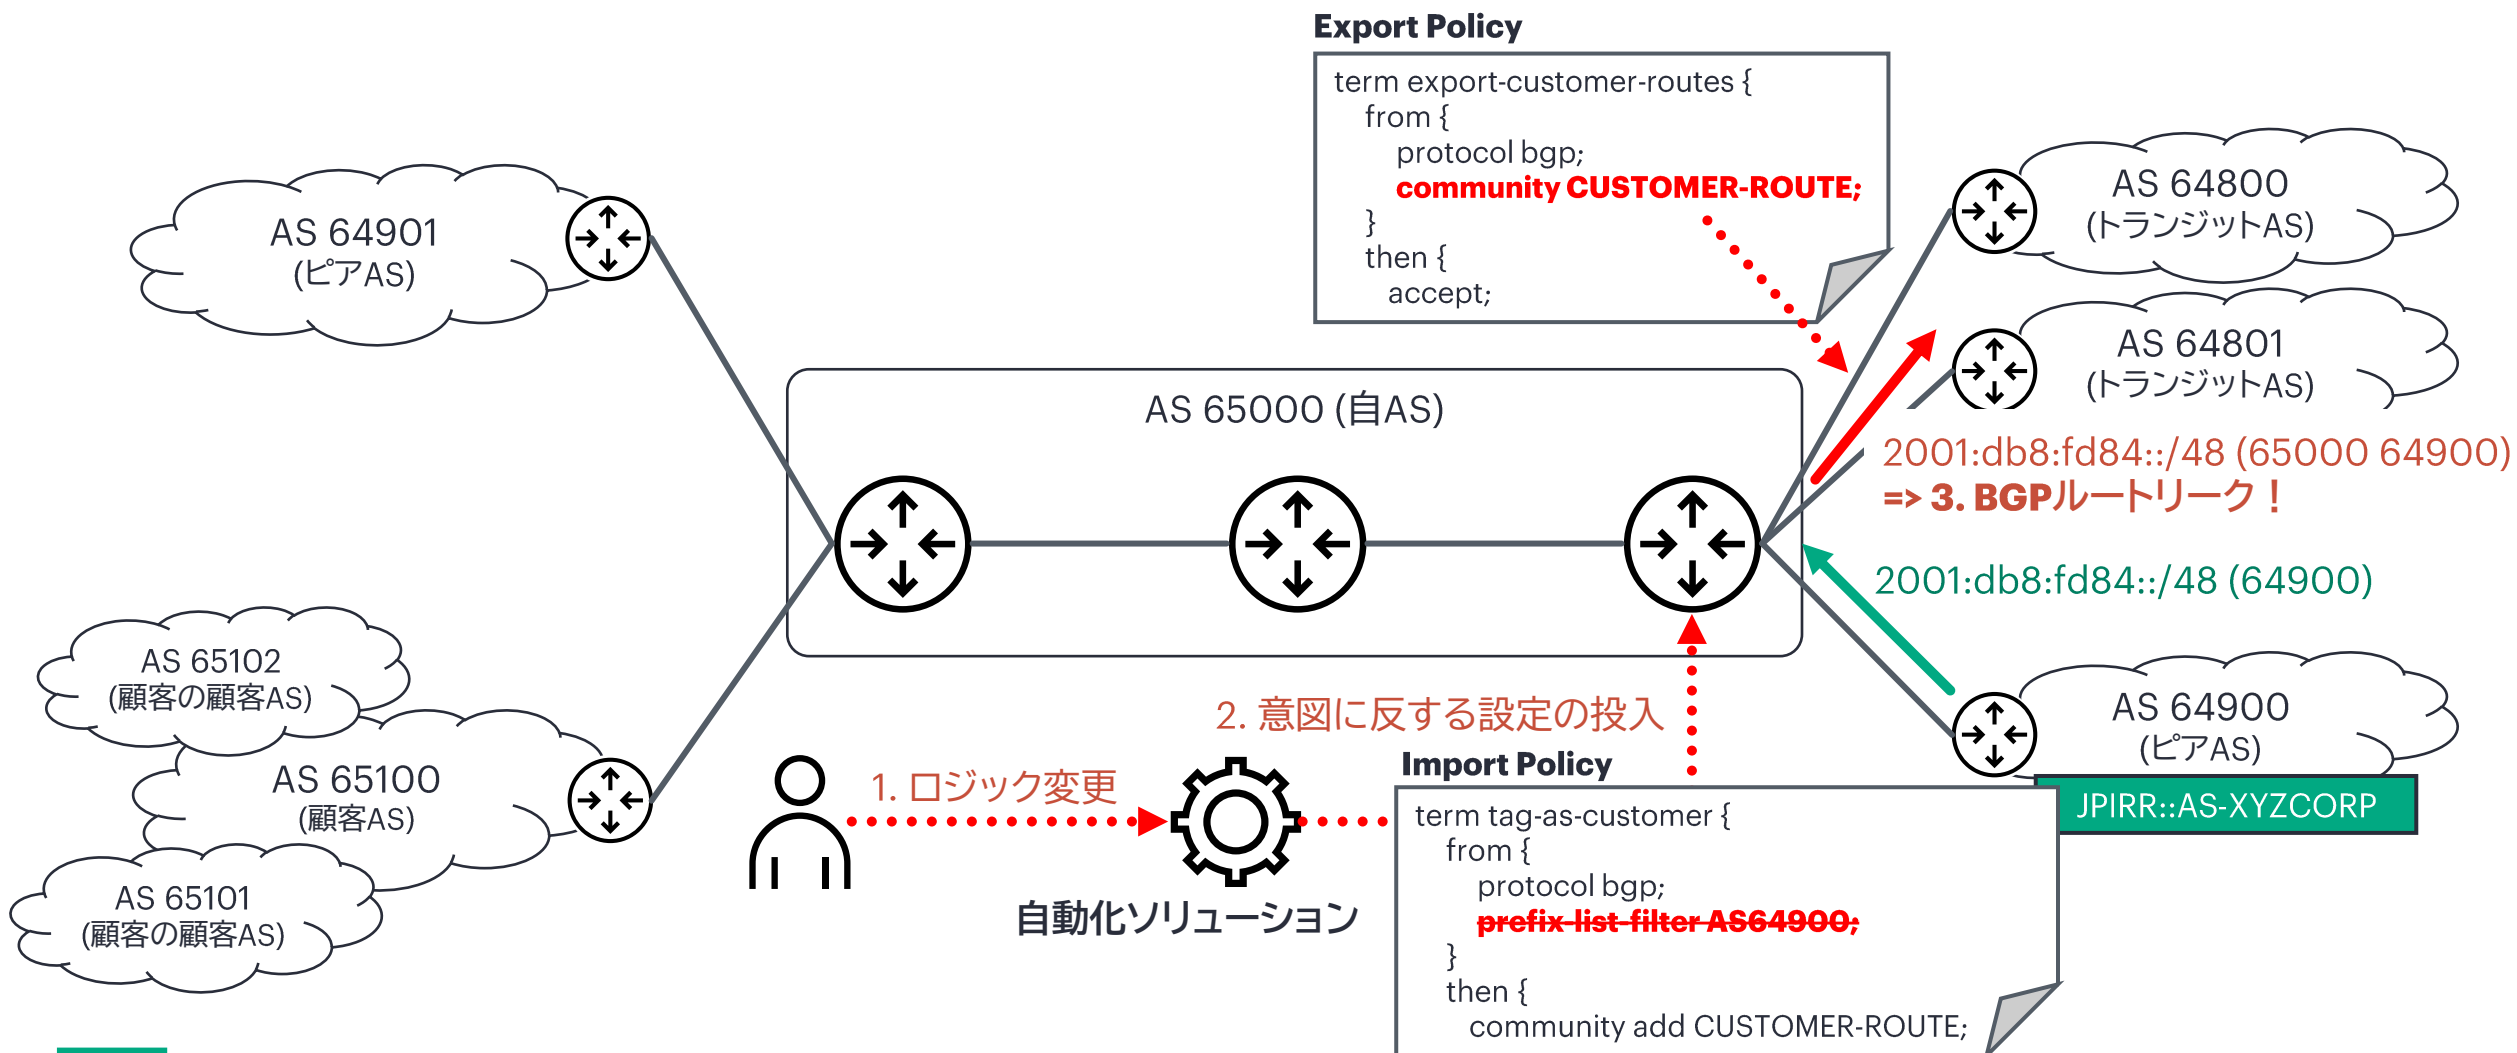 Export Policy
term export-customer-routes {
from {
protocol bgp;
community CUSTOMER-ROUTE;
}
then {
accept;
AS 64901
(ピアAS)
AS 64800
(トランジットAS)
AS 64801
(トランジットAS)
AS 65000 (自AS)
2001:db8:fd84::/48 (65000 64900)
=> 3. BGPルートリーク！
2001:db8:fd84::/48 (64900)
AS 65102
(顧客の顧客AS)
AS 65100
(顧客AS)
AS 65101
(顧客の顧客AS)
1. ロジック変更
自動化ソリューション
2. 意図に反する設定の投入
AS 64900
(ピアAS)
JPIRR::AS-XYZCORP
Import Policy
term tag-as-customer {
from {
protocol bgp;
prefix-list-filter AS64900;
}
then {
community add CUSTOMER-ROUTE;